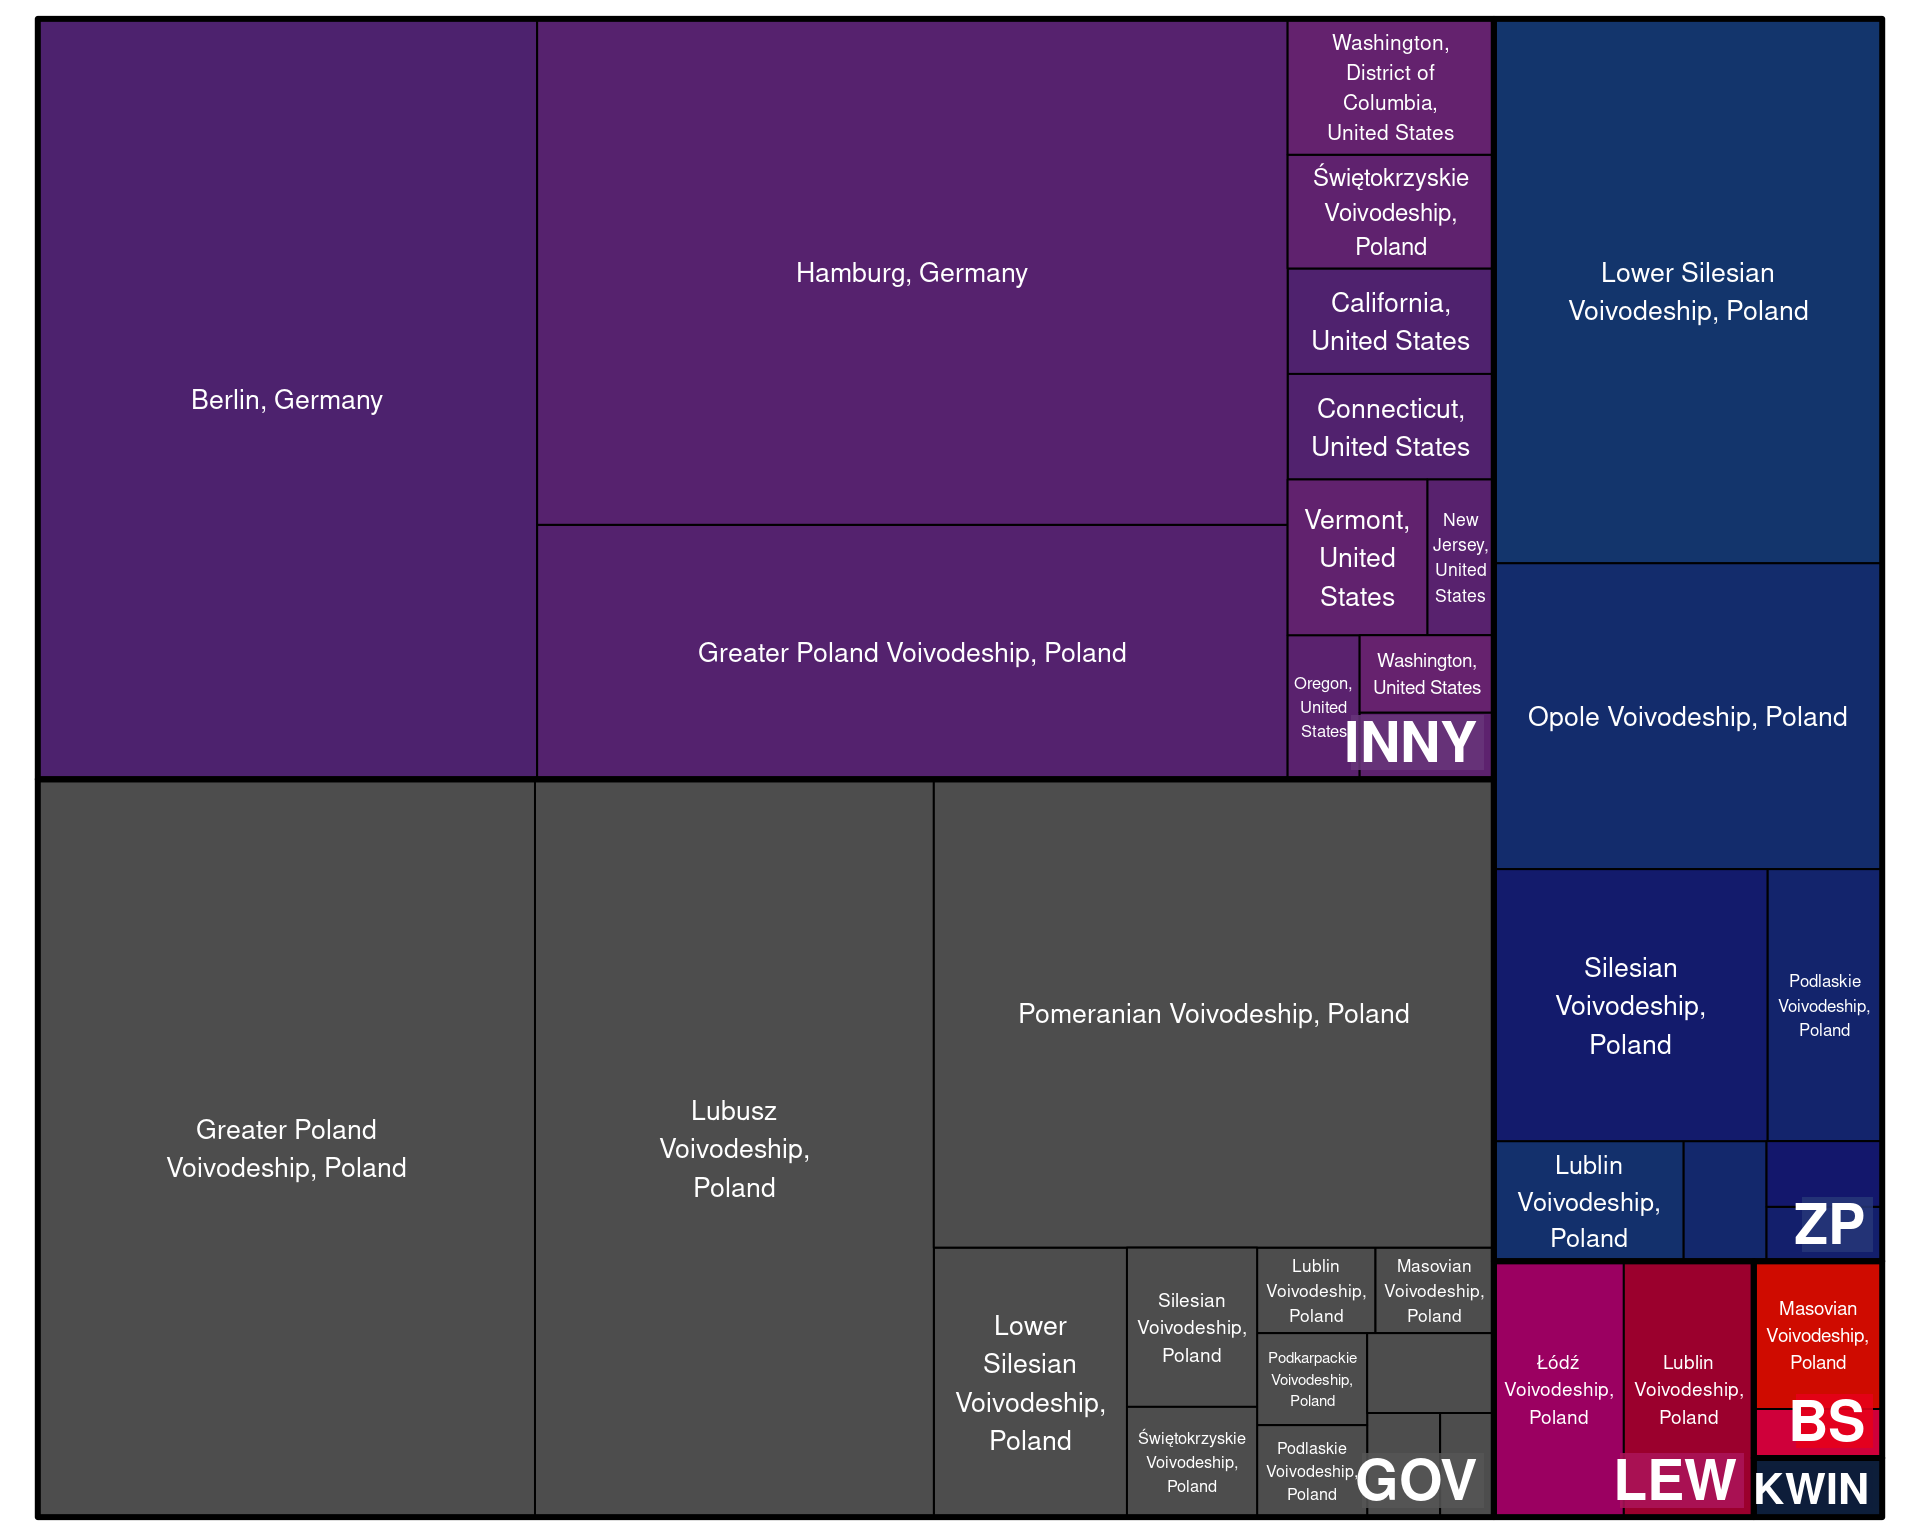 Berlin, Germany
Hamburg, Germany
Greater Poland Voivodeship, Poland
Washington,
District of
Columbia,
United States
Świętokrzyskie
Voivodeship,
Poland
California,
United States
Connecticut,
United States
Vermont,
United
States
New
Jersey,
United
States
Oregon,
United
States
Washington,
United States
INNY
Greater Poland
Voivodeship, Poland
Lubusz
Voivodeship,
Poland
Pomeranian Voivodeship, Poland
Lower
Silesian
Voivodeship,
Poland
Silesian
Voivodeship,
Poland
Świętokrzyskie
Voivodeship,
Poland
Lublin
Voivodeship,
Poland
Masovian
Voivodeship,
Poland
Podkarpackie
Voivodeship,
Poland
Podlaskie
Voivodeship,
Poland
GOV
Lower Silesian
Voivodeship, Poland
Opole Voivodeship, Poland
Silesian
Voivodeship,
Poland
Podlaskie
Voivodeship,
Poland
Lublin
Voivodeship,
Poland
ZP
Łódź
Voivodeship,
Poland
Lublin
Voivodeship,
Poland
LEW
Masovian
Voivodeship,
Poland
BS
KWIN